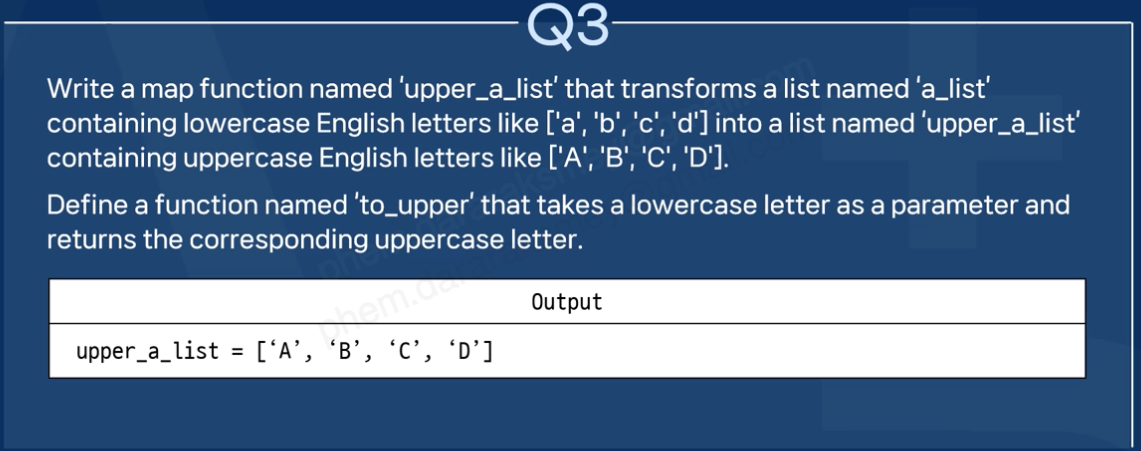 Q3
Write a map function named 'upper_a_list' that transforms a list named 'a_list'
containing lowercase English letters like ['a', 'b', 'c', 'd'] into a list named 'upper_a_list'
containing uppercase English letters like ['A', 'B', 'C', 'D'].
Define a function named 'to_upper' that takes a lowercase letter as a parameter and
returns the corresponding uppercase letter.
Output
upper_a_list = [‘A’, ‘B’, ‘C’, ‘D’]